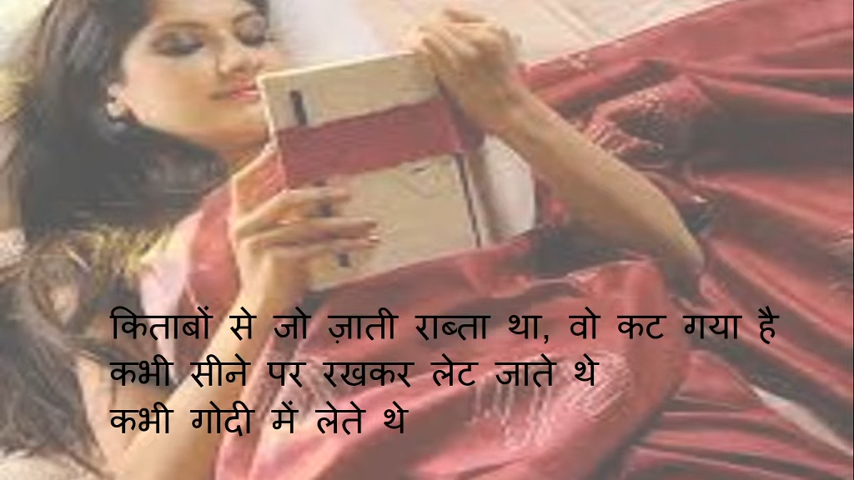 किताबों से जो ज़ाती राब्ता था, वो कट गया है
कभी सीने पर रखकर लेट जाते थे
कभी गोदी में लेते थे